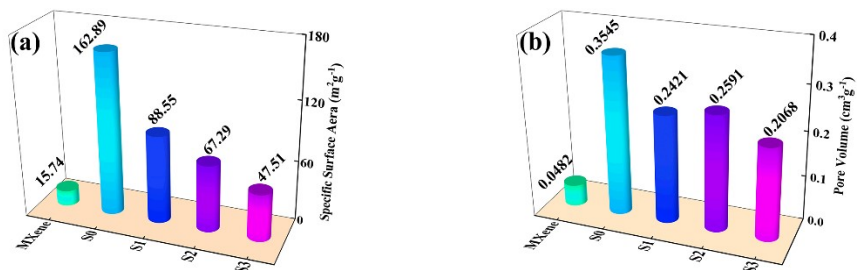 (a)
15.74
162.89
88.55
67.29
47.51
180
120
60
0
Specific Surface Aera (m²g⁻¹)
MXene
S0
S1
S2
S3
(b)
0.0482
0.3545
0.2421
0.2591
0.2068
0.4
0.3
0.2
0.1
0.0
Pore Volume (cm³g⁻¹)
MXene
S0
S1
S2
S3